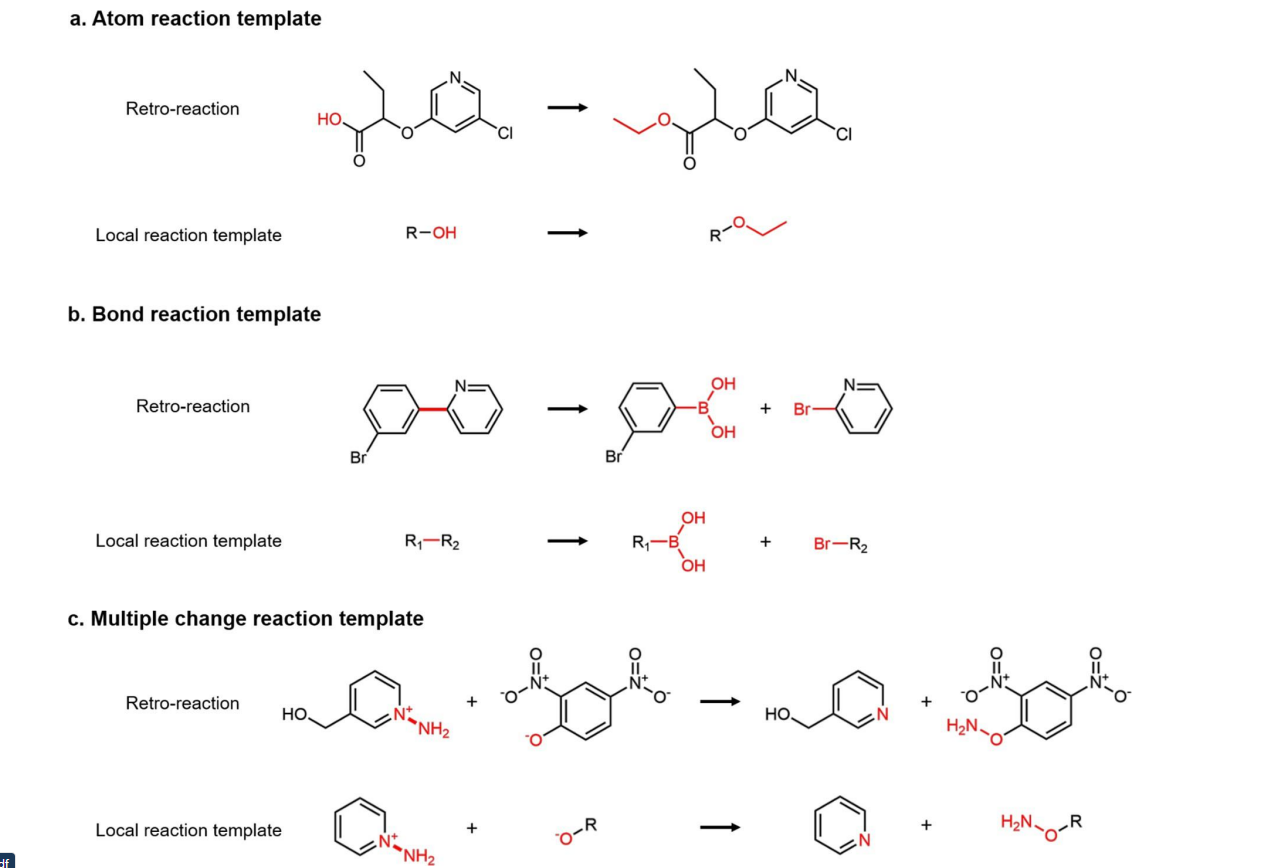 a. Atom reaction template
Retro-reaction
HO
O
O
N
Cl
O
O
O
N
Cl
Local reaction template
R–OH
R
O
b. Bond reaction template
Retro-reaction
Br
N
B
OH
OH
Br
+
Br
N
Local reaction template
R₁–R₂
R₁–B
OH
OH
+
Br–R₂
c. Multiple change reaction template
Retro-reaction
HO
N⁺
NH₂
+
O
⁻O
N⁺
O
N⁺
O⁻
⁻O
HO
N
+
O
⁻O
N⁺
O
N⁺
O⁻
H₂N
O
Local reaction template
N⁺
NH₂
+
⁻O
R
N
+
H₂N
O
R
df